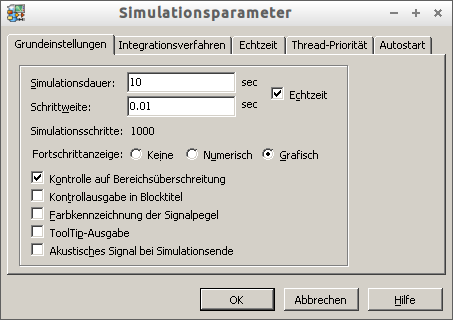 Simulationsparameter
Grundeinstellungen Integrationsverfahren Echtzeit Thread-Priorität Autostart
Simulationsdauer: 10 sec
Echtzeit
Schrittweite: 0.01 sec
Simulationsschritte: 1000
Fortschrittanzeige: Keine Numerisch Grafisch
Kontrolle auf Bereichsüberschreitung
Kontrollausgabe in Blocktitel
Farbkennzeichnung der Signalpegel
ToolTip-Ausgabe
Akustisches Signal bei Simulationsende
OK Abbrechen Hilfe